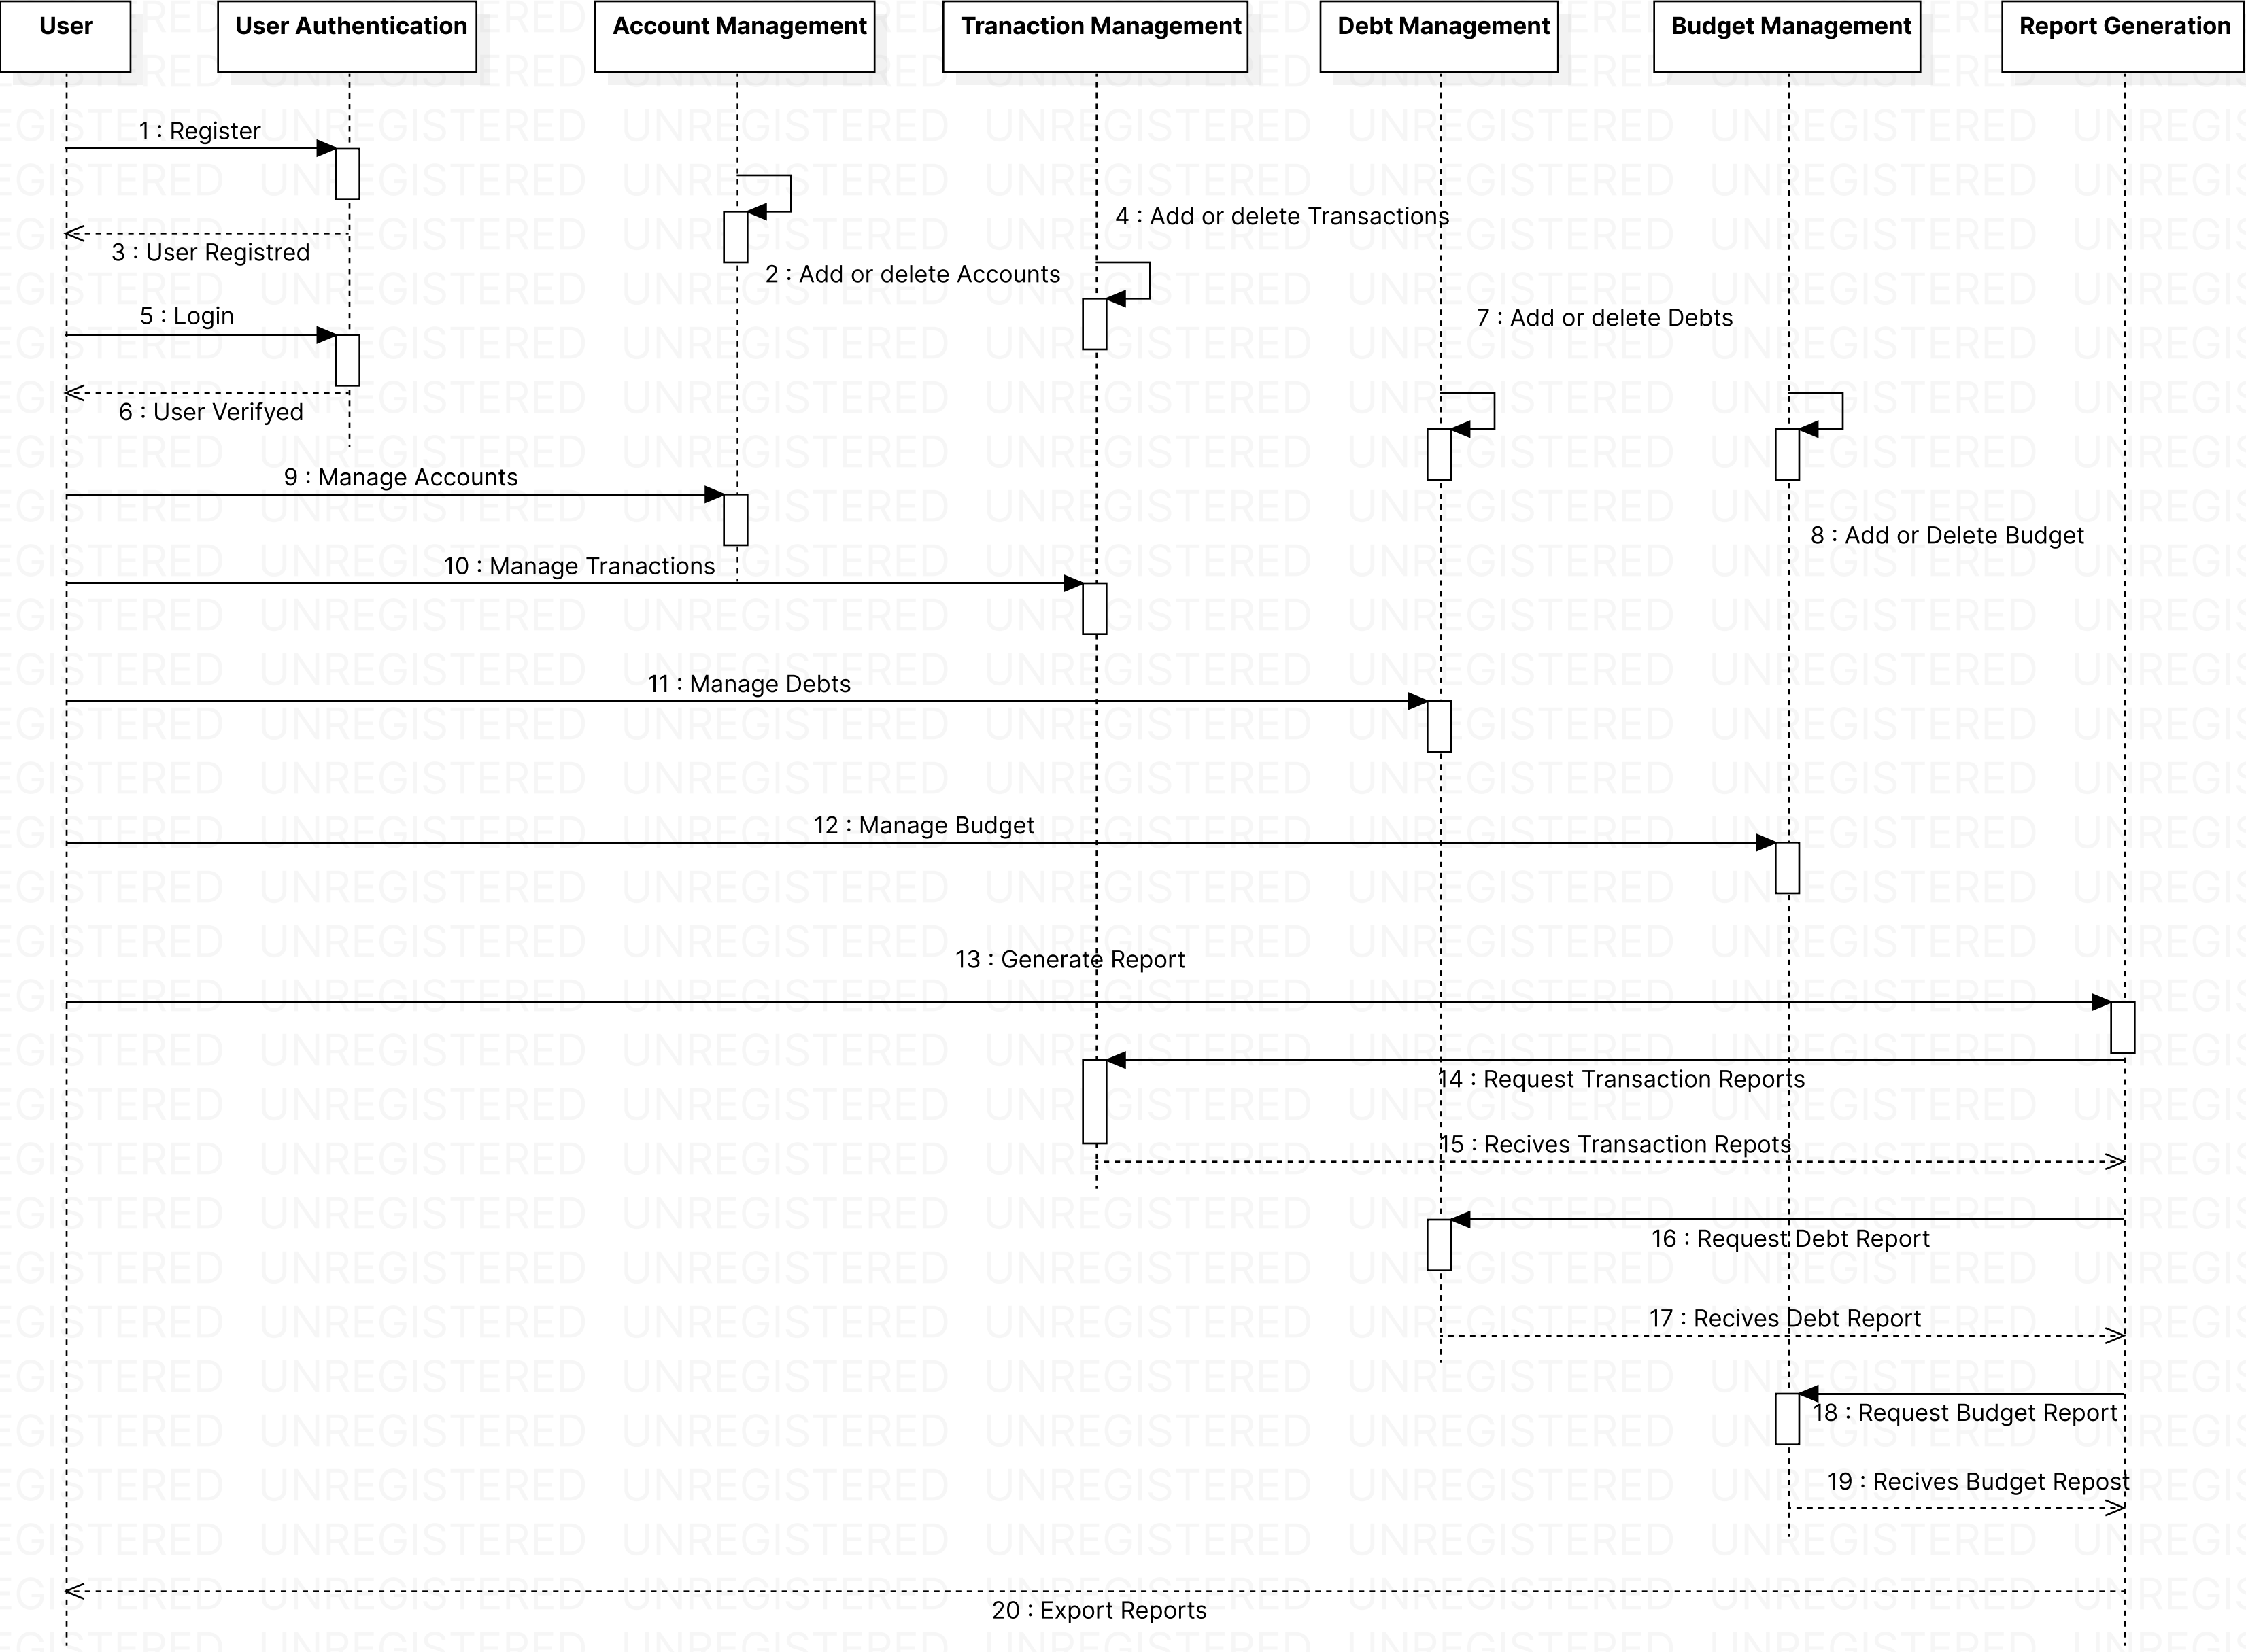 User
User Authentication
Account Management
Tranaction Management
Debt Management
Budget Management
Report Generation
1 : Register
4 : Add or delete Transactions
3 : User Registred
2 : Add or delete Accounts
5 : Login
7 : Add or delete Debts
6 : User Verifyed
9 : Manage Accounts
8 : Add or Delete Budget
10 : Manage Tranactions
11 : Manage Debts
12 : Manage Budget
13 : Generate Report
14 : Request Transaction Reports
15 : Recives Transaction Repots
16 : Request Debt Report
17 : Recives Debt Report
18 : Request Budget Report
19 : Recives Budget Repost
20 : Export Reports
UNREGISTERED